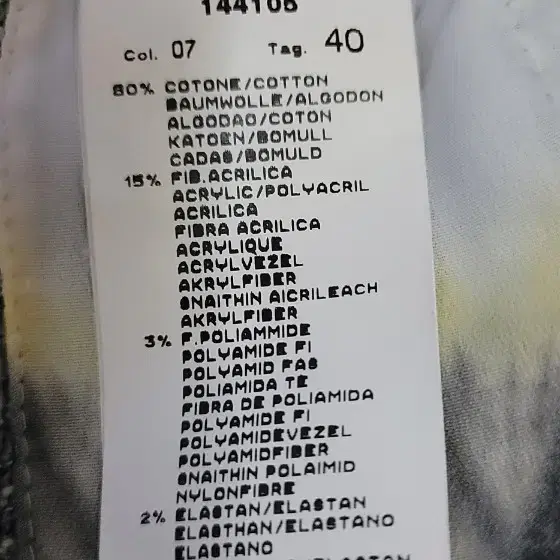 144105
Col. 07 Tag. 40
80% COTONE/COTTON
BAUMWOLLE/ALGODON
ALGODAO/COTON
KATOEN/BOMULL
CADAS/BOMULD
15% FIB.ACRILICA
ACRYLIC/POLYACRIL
ACRILICA
FIBRA ACRILICA
ACRYLIQUE
ACRYLVEZEL
AKRYLFIBER
SNAITHIN AICRILEACH
AKRYLFIBER
3% F.POLIAMMIDE
POLYAMIDE FI
POLYAMID FAS
POLIAMIDA TE
FIBRA DE POLIAMIDA
POLYAMIDE FI
POLYAMIDEVEZEL
POLYAMIDFIBER
SNAITHIN POLAIMID
NYLONFIBRE
2% ELASTAN/ELASTAN
ELASTHAN/ELASTANO
ELASTANO